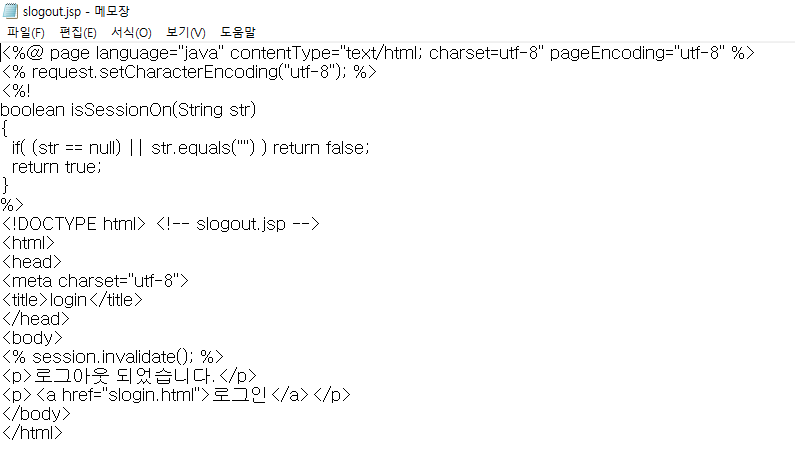 slogout.jsp - 메모장
파일(F) 편집(E) 서식(O) 보기(V) 도움말
<%@ page language="java" contentType="text/html; charset=utf-8" pageEncoding="utf-8" %>
<% request.setCharacterEncoding("utf-8"); %>
<%!
boolean isSessionOn(String str)
{
  if( (str == null) || str.equals("") ) return false;
  return true;
}
%>
<!DOCTYPE html> <!-- slogout.jsp -->
<html>
<head>
<meta charset="utf-8">
<title>login</title>
</head>
<body>
<% session.invalidate(); %>
<p>로그아웃 되었습니다.</p>
<p><a href="slogin.html">로그인</a></p>
</body>
</html>